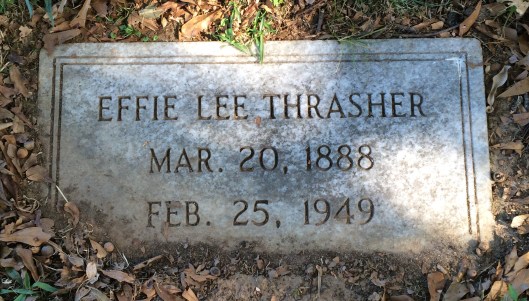 EFFIE LEE THRASHER
MAR. 20, 1888
FEB. 25, 1949